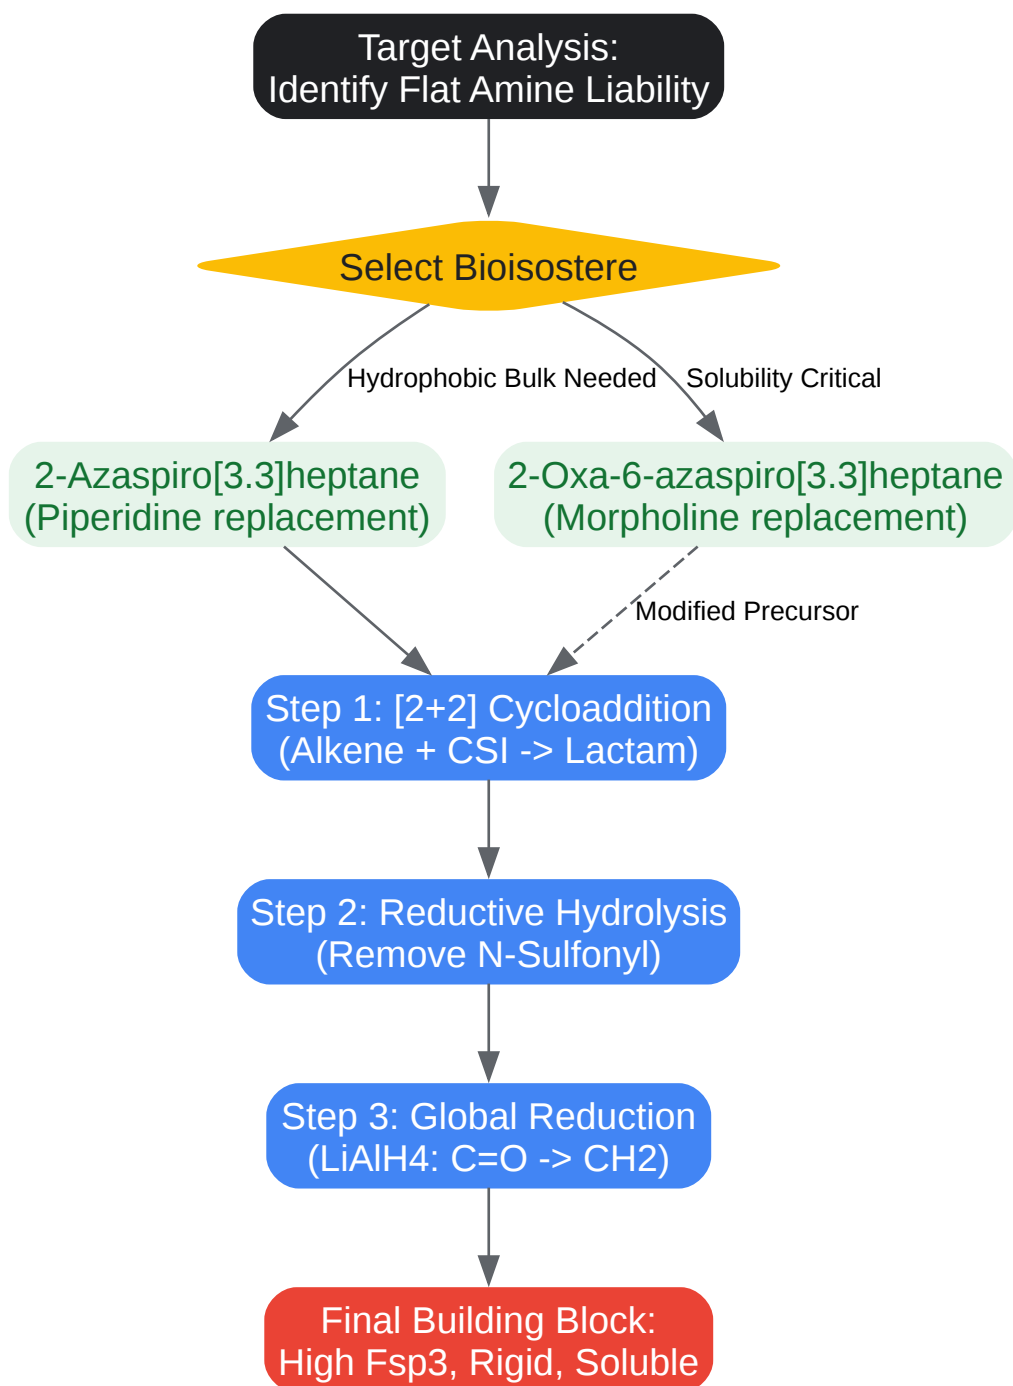 Target Analysis:
Identify Flat Amine Liability
Select Bioisostere
Hydrophobic Bulk Needed
Solubility Critical
2-Azaspiro[3.3]heptane
(Piperidine replacement)
2-Oxa-6-azaspiro[3.3]heptane
(Morpholine replacement)
Modified Precursor
Step 1: [2+2] Cycloaddition
(Alkene + CSI -> Lactam)
Step 2: Reductive Hydrolysis
(Remove N-Sulfonyl)
Step 3: Global Reduction
(LiAlH4: C=O -> CH2)
Final Building Block:
High Fsp3, Rigid, Soluble